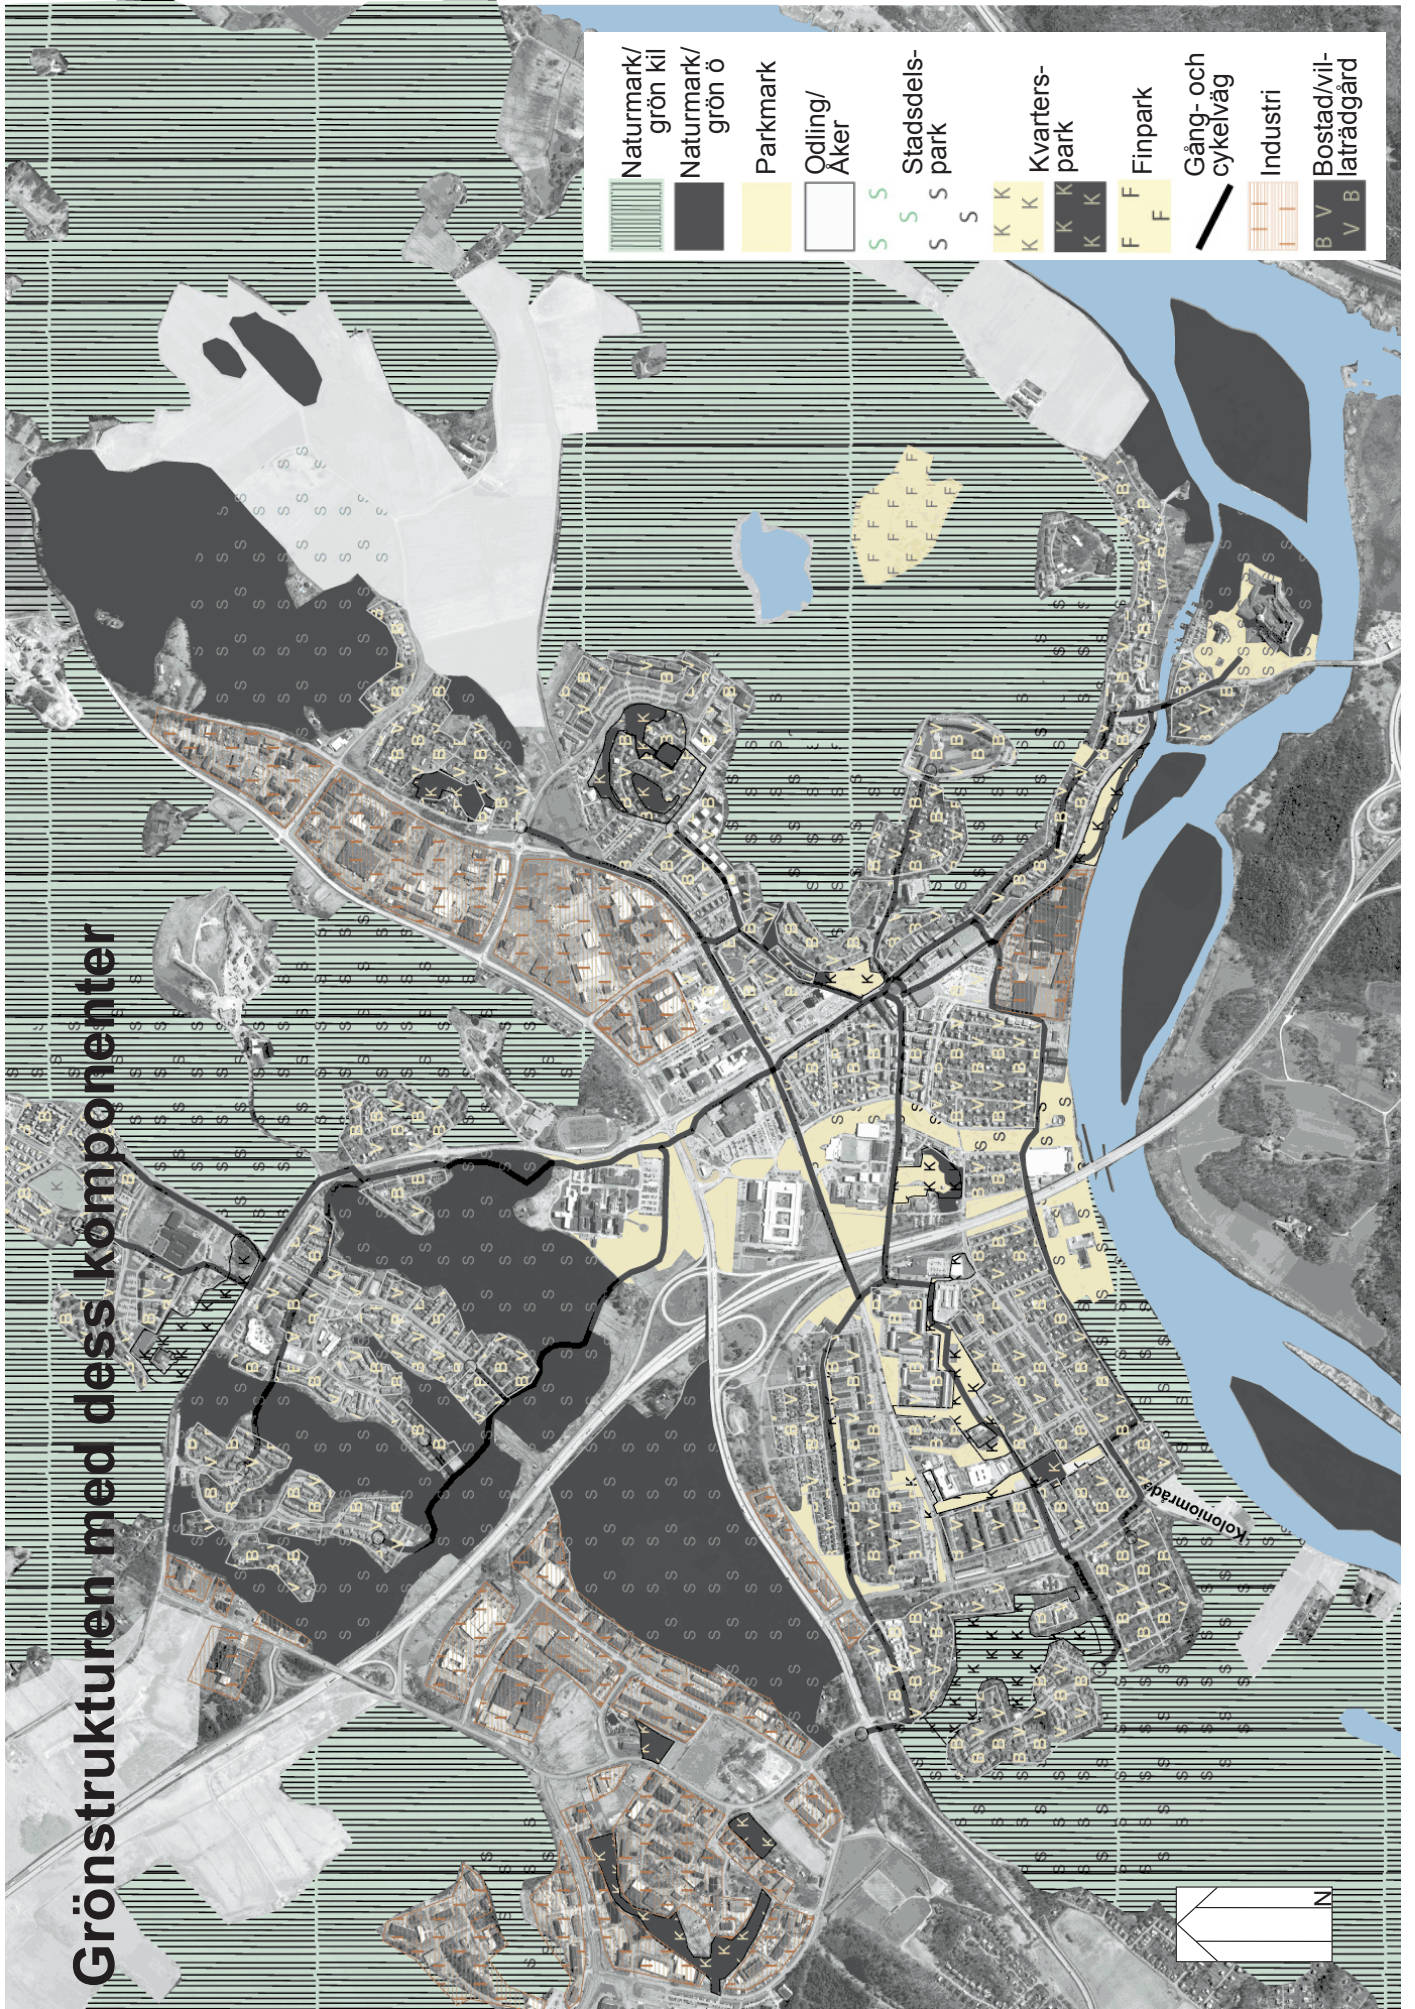 Grönstrukturen med dess komponenter
Naturmark/
grön kil
Naturmark/
grön ö
Parkmark
Odling/
Åker
S S
S
S S
S
Stadsdels-
park
K K
K K
K K
K K
Kvarters-
park
F F
F
Finpark
Gång- och
cykelväg
I I
I I
Industri
B V
V B
Bostad/vil-
laträdgård
Koloniområde
N